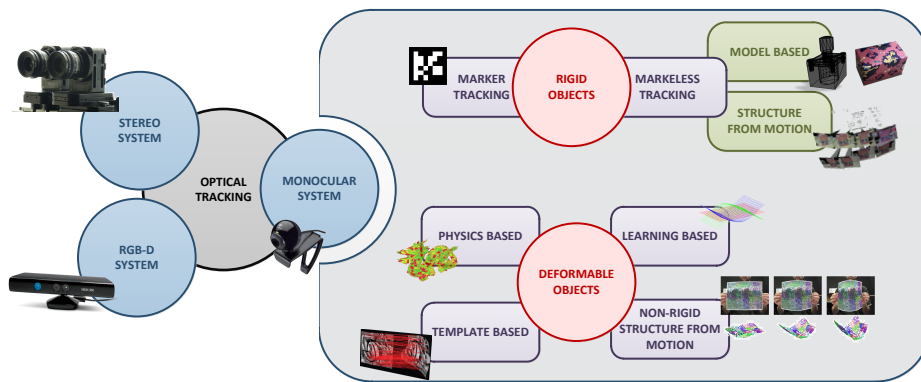 STEREO
SYSTEM
OPTICAL
TRACKING
MONOCULAR
SYSTEM
RGB-D
SYSTEM
MARKER
TRACKING
RIGID
OBJECTS
MARKELESS
TRACKING
MODEL BASED
STRUCTURE
FROM MOTION
PHYSICS BASED
LEARNING BASED
DEFORMABLE
OBJECTS
TEMPLATE BASED
NON-RIGID
STRUCTURE FROM
MOTION